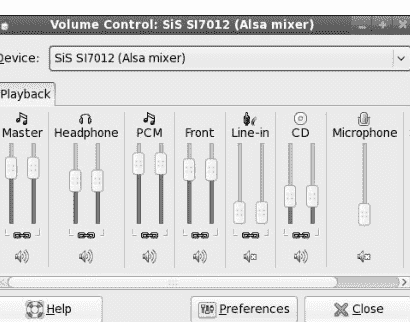 Volume Control: SiS SI7012 (Alsa mixer)
Device: SiS SI7012 (Alsa mixer)
Playback
Master Headphone PCM Front Line-in CD Microphone
Help Preferences Close